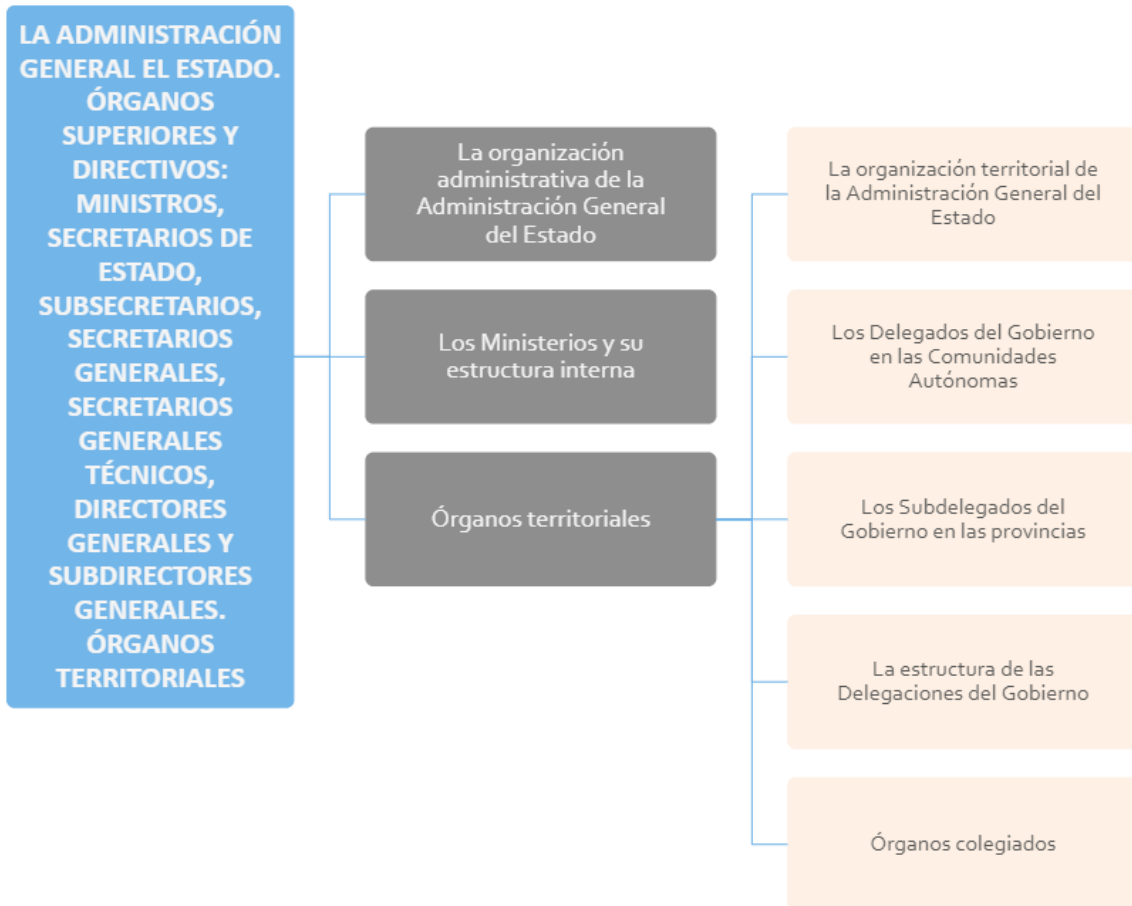 LA ADMINISTRACIÓN
GENERAL EL ESTADO.
ÓRGANOS
SUPERIORES Y
DIRECTIVOS:
MINISTROS,
SECRETARIOS DE
ESTADO,
SUBSECRETARIOS,
SECRETARIOS
GENERALES,
SECRETARIOS
GENERALES
TÉCNICOS,
DIRECTORES
GENERALES Y
SUBDIRECTORES
GENERALES.
ÓRGANOS
TERRITORIALES
La organización
administrativa de la
Administración General
del Estado
Los Ministerios y su
estructura interna
Órganos territoriales
La organización territorial de
la Administración General del
Estado
Los Delegados del Gobierno
en las Comunidades
Autónomas
Los Subdelegados del
Gobierno en las provincias
La estructura de las
Delegaciones del Gobierno
Órganos colegiados